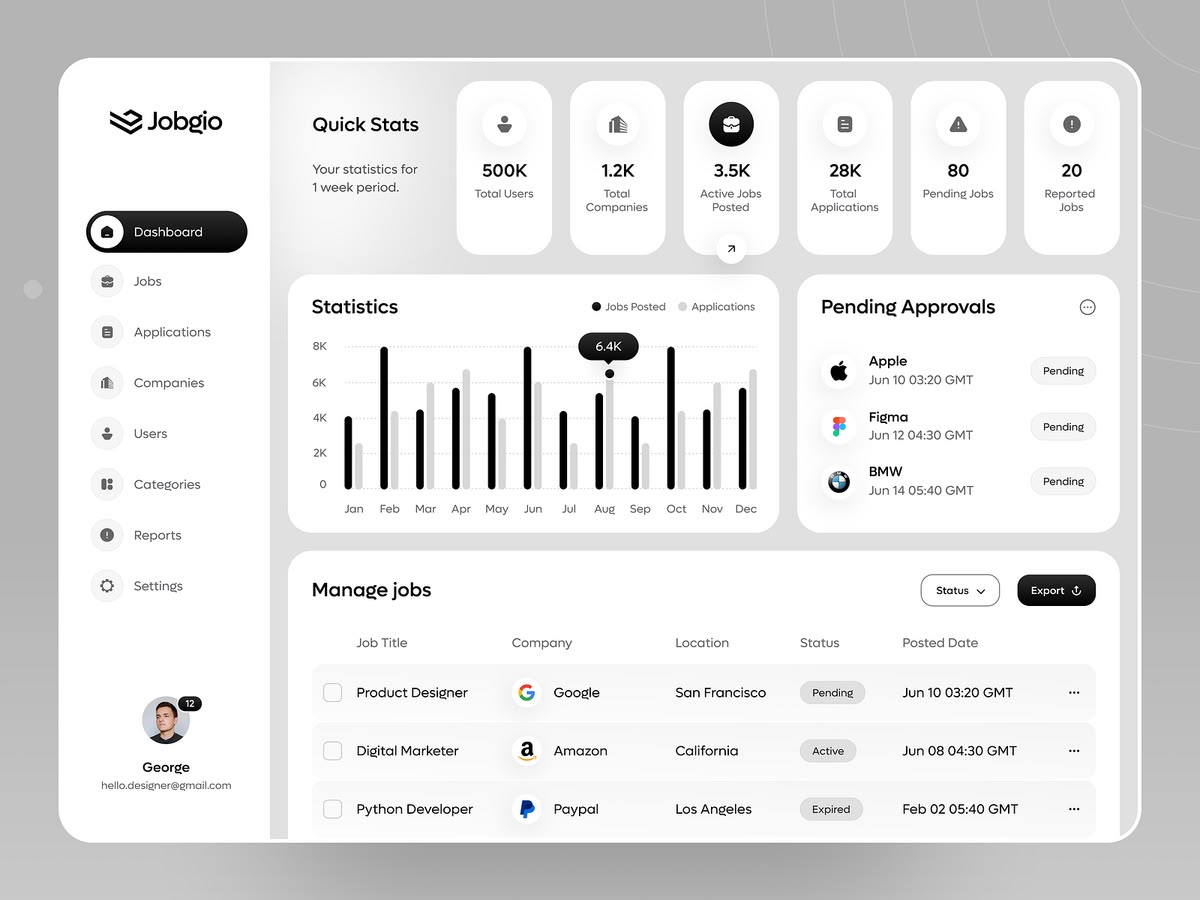 Jobgio
Dashboard
Jobs
Applications
Companies
Users
Categories
Reports
Settings
12
George
hello.designer@gmail.com
Quick Stats
Your statistics for
1 week period.
500K
Total Users
1.2K
Total
Companies
3.5K
Active Jobs
Posted
28K
Total
Applications
80
Pending Jobs
20
Reported
Jobs
Statistics
Jobs Posted
Applications
8K
6K
4K
2K
0
6.4K
Jan Feb Mar Apr May Jun Jul Aug Sep Oct Nov Dec
Pending Approvals
Apple
Jun 10 03:20 GMT
Pending
Figma
Jun 12 04:30 GMT
Pending
BMW
Jun 14 05:40 GMT
Pending
Manage jobs
Status
Export
Job Title Company Location Status Posted Date
Product Designer Google San Francisco Pending Jun 10 03:20 GMT
Digital Marketer Amazon California Active Jun 08 04:30 GMT
Python Developer Paypal Los Angeles Expired Feb 02 05:40 GMT